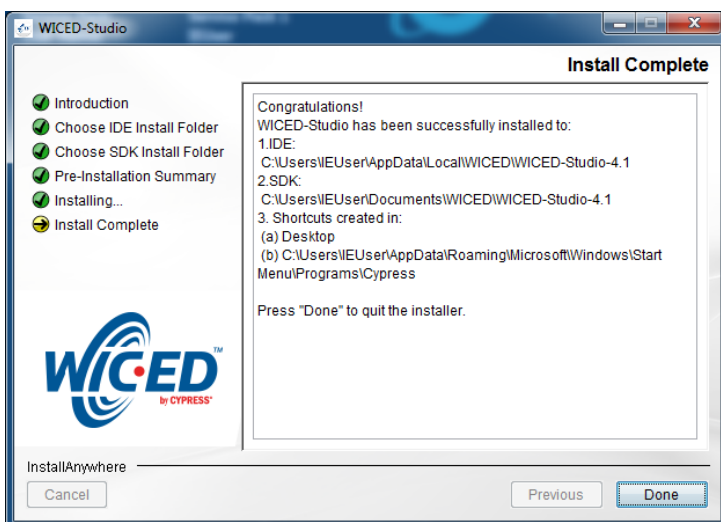 WICED-Studio
Install Complete
Introduction
Choose IDE Install Folder
Choose SDK Install Folder
Pre-Installation Summary
Installing...
Install Complete
Congratulations!
WICED-Studio has been successfully installed to:
1.IDE:
C:\Users\IEUser\AppData\Local\WICED\WICED-Studio-4.1
2.SDK:
C:\Users\IEUser\Documents\WICED\WICED-Studio-4.1
3. Shortcuts created in:
(a) Desktop
(b) C:\Users\IEUser\AppData\Roaming\Microsoft\Windows\Start
Menu\Programs\Cypress
Press "Done" to quit the installer.
WICED™
by CYPRESS®
InstallAnywhere
Cancel
Previous
Done